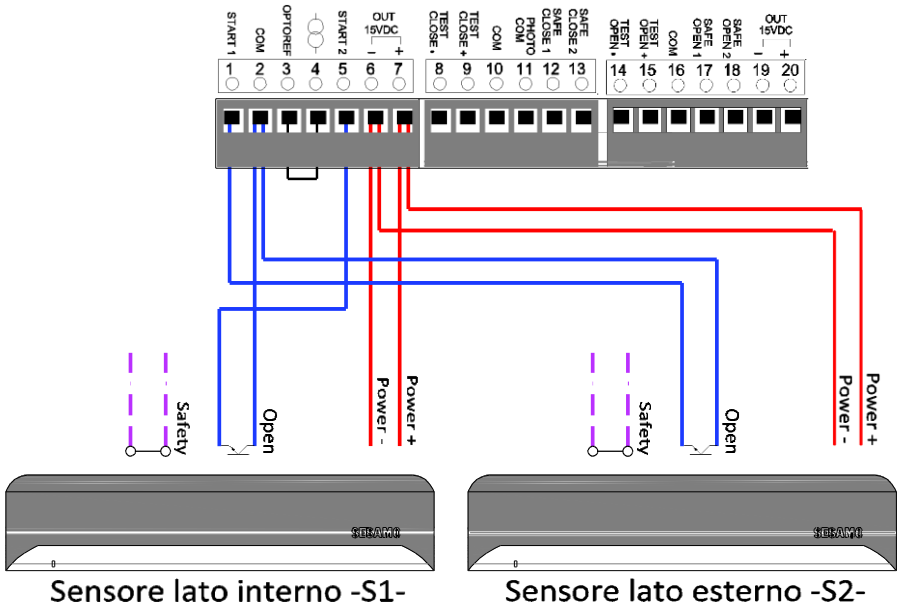 START 1
COM
OPTOREF
START 2
OUT
15VDC
- +
TEST
CLOSE -
TEST
CLOSE +
COM
PHOTO
COM
SAFE
CLOSE 1
SAFE
CLOSE 2
TEST
OPEN -
TEST
OPEN +
COM
SAFE
OPEN 1
SAFE
OPEN 2
OUT
15VDC
- +
1 2 3 4 5 6 7 8 9 10 11 12 13 14 15 16 17 18 19 20
Safety
Open
Power -
Power +
Safety
Open
Power -
Power +
SESAMO
SESAMO
Sensore lato interno -S1-
Sensore lato esterno -S2-